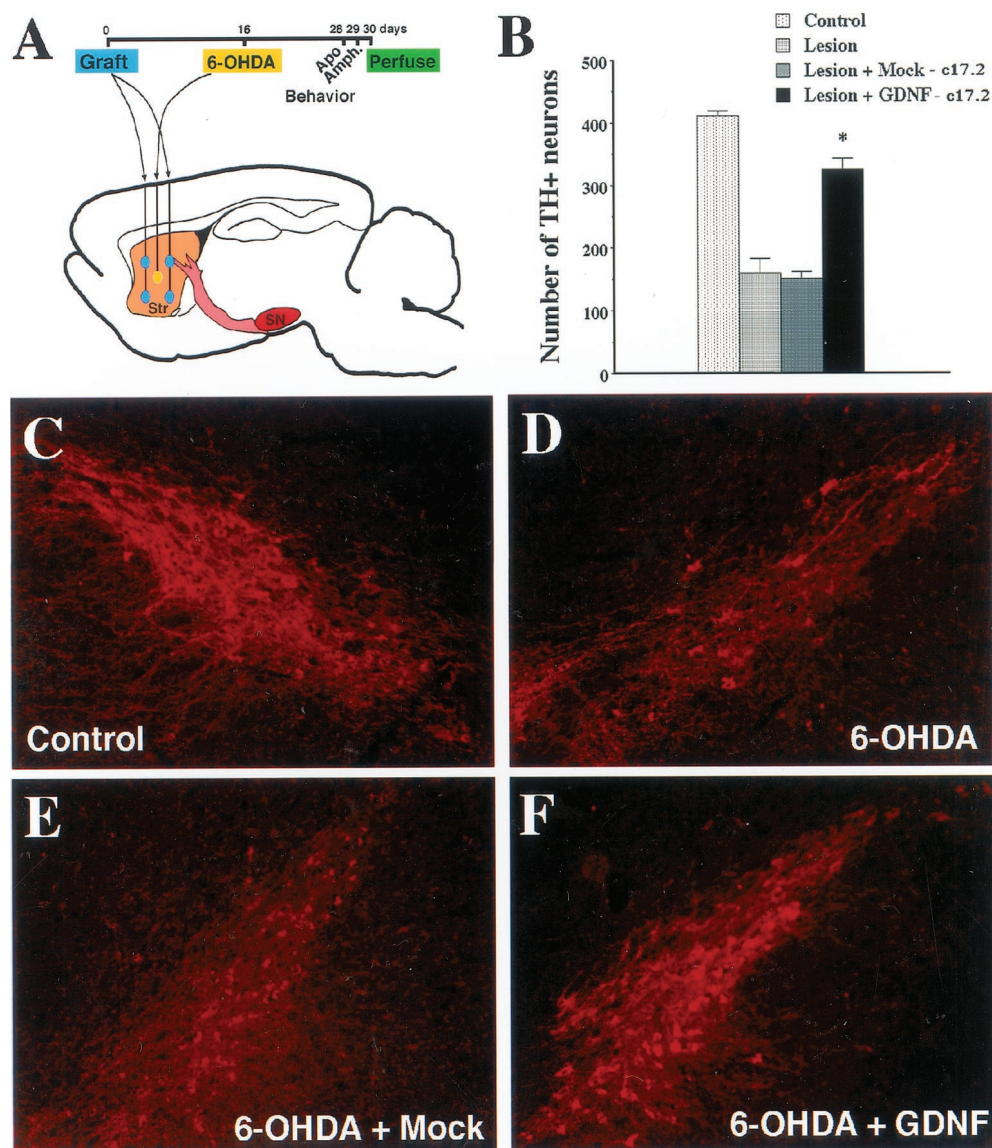 A
0 16 28 29 30 days
Graft
6-OHDA
Apo
Amph.
Perfuse
Behavior
Str
SN
B
Control
Lesion
Lesion + Mock - c17.2
Lesion + GDNF - c17.2
Number of TH+ neurons
500
400
300
200
100
0
*
C
Control
D
6-OHDA
E
6-OHDA + Mock
F
6-OHDA + GDNF